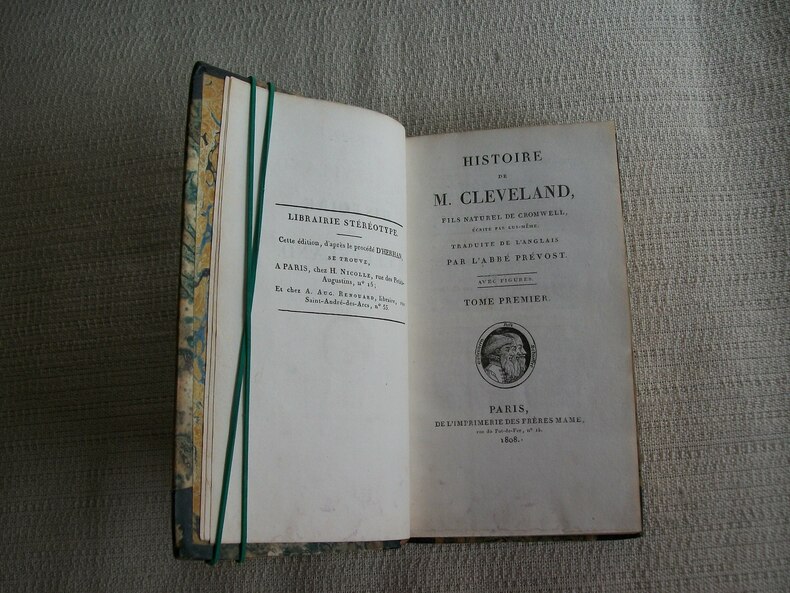 LIBRAIRIE STÉRÉOTYPE
Cette édition, d'après le procédé D'HERHAN,
SE TROUVE,
A PARIS, chez H. NICOLLE, rue des Petits-
Augustins, nº 15;
Et chez A. AUG. RENOUARD, libraire, rue
Saint-André-des-Arcs, nº 55.
HISTOIRE
DE
M. CLEVELAND,
FILS NATUREL DE CROMWELL,
ÉCRITE PAR LUI-MÊME.
TRADUITE DE L'ANGLAIS
PAR L'ABBÉ PRÉVOST.
AVEC FIGURES.
TOME PREMIER.
PARIS,
DE L'IMPRIMERIE DES FRÈRES MAME,
rue du Pot-de-Fer, nº 14.
1808.